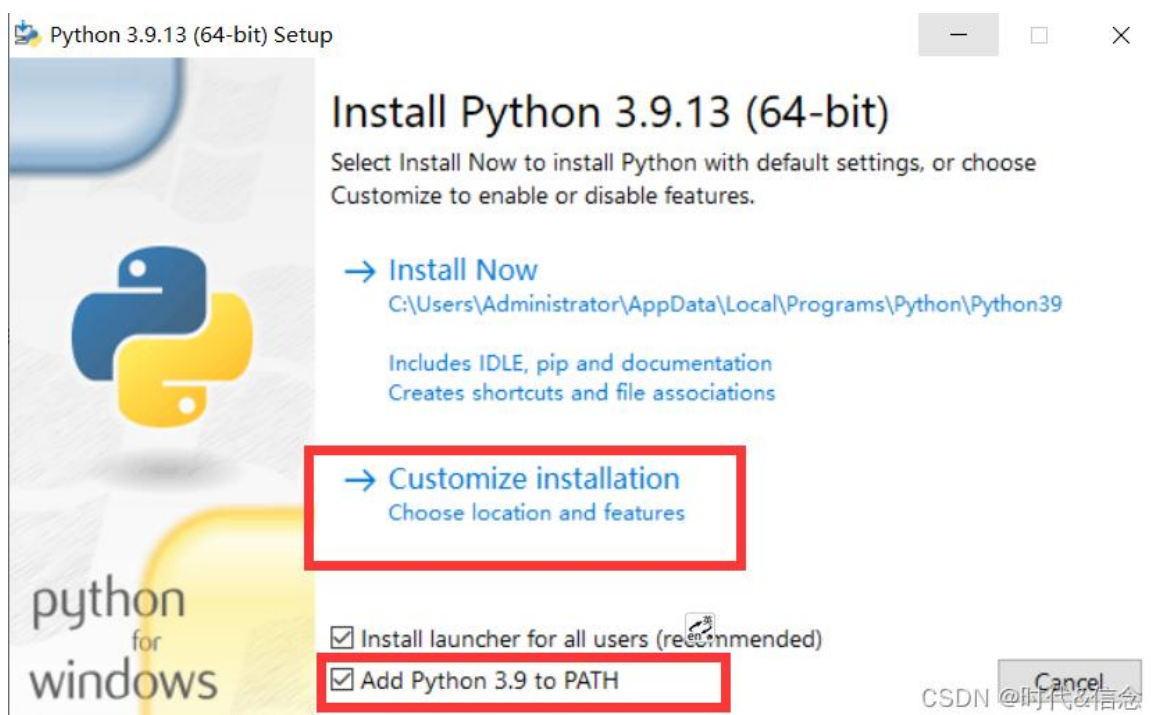 Python 3.9.13 (64-bit) Setup
Install Python 3.9.13 (64-bit)
Select Install Now to install Python with default settings, or choose
Customize to enable or disable features.
Install Now
C:\Users\Administrator\AppData\Local\Programs\Python\Python39
Includes IDLE, pip and documentation
Creates shortcuts and file associations
Customize installation
Choose location and features
python
for
windows
英
en
Install launcher for all users (recommended)
Add Python 3.9 to PATH
Cancel
CSDN @时代&信念